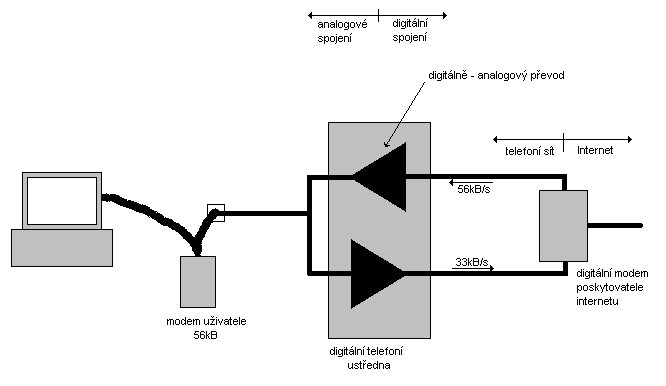 analogové
spojení
digitální
spojení
digitálně - analogový převod
telefoní sít
Internet
56kB/s
33kB/s
modem uživatele
56kB
digitální modem
poskytovatele
internetu
digitální telefoní
ustředna